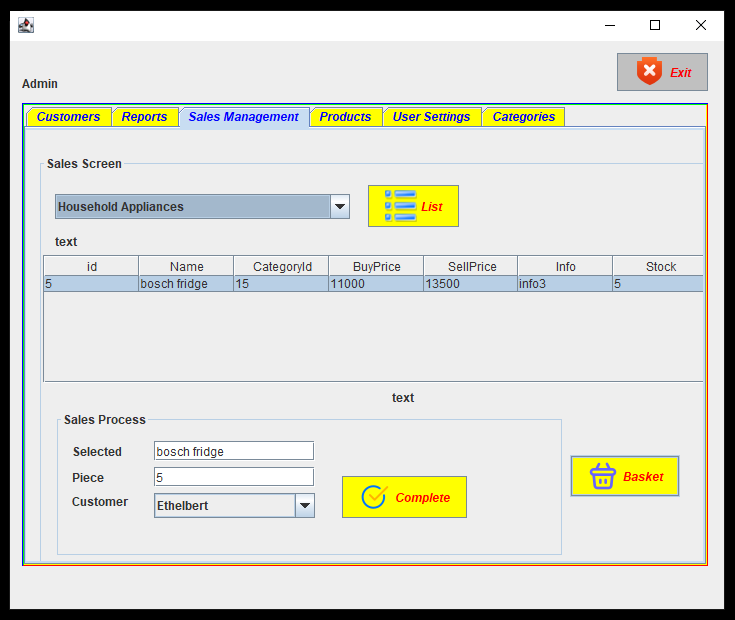 Exit
Admin
Customers Reports Sales Management Products User Settings Categories
Sales Screen
Household Appliances
List
text
id Name CategoryId BuyPrice SellPrice Info Stock
5 bosch fridge 15 11000 13500 info3 5
text
Sales Process
Selected bosch fridge
Piece 5
Customer Ethelbert
Complete
Basket